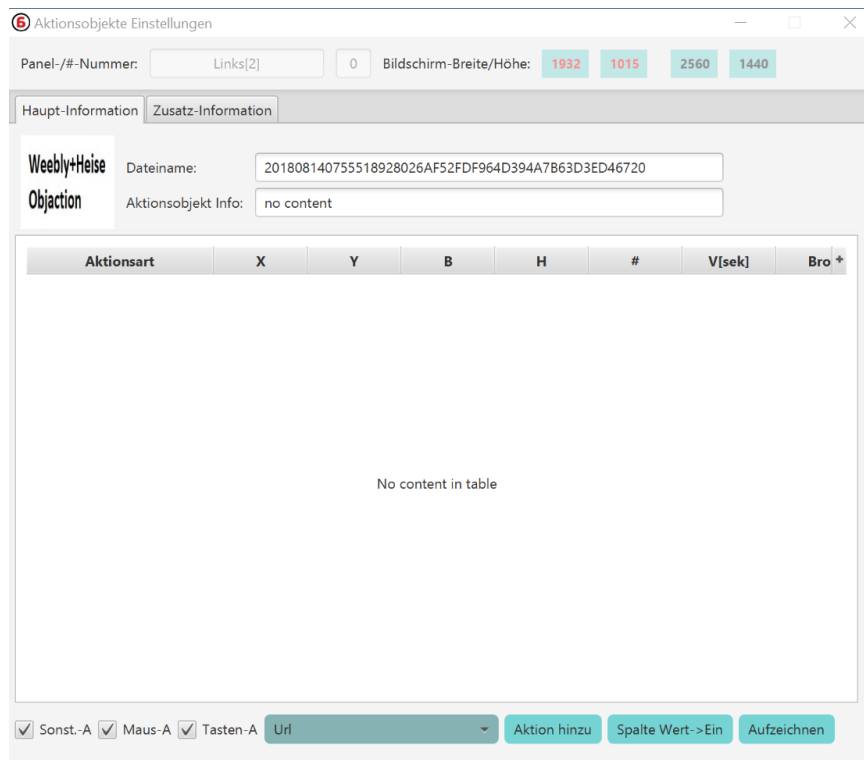 Aktionsobjekte Einstellungen
Panel-/#-Nummer: Links[2] 0 Bildschirm-Breite/Höhe: 1932 1015 2560 1440
Haupt-Information Zusatz-Information
Weebly+Heise
Objaction
Dateiname: 201808140755518928026AF52FDF964D394A7B63D3ED46720
Aktionsobjekt Info: no content
Aktionsart X Y B H # V[sek] Bro +
No content in table
Sonst.-A Maus-A Tasten-A Url Aktion hinzu Spalte Wert->Ein Aufzeichnen